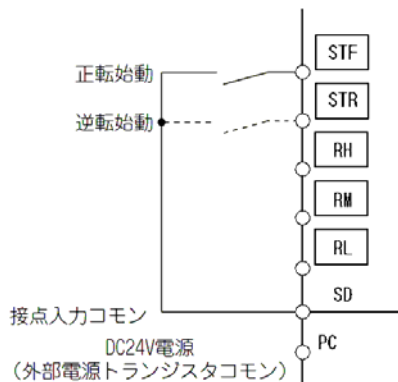 STF
正転始動
STR
逆転始動
RH
RM
RL
SD
接点入力コモン
PC
DC24V電源
(外部電源トランジスタコモン)